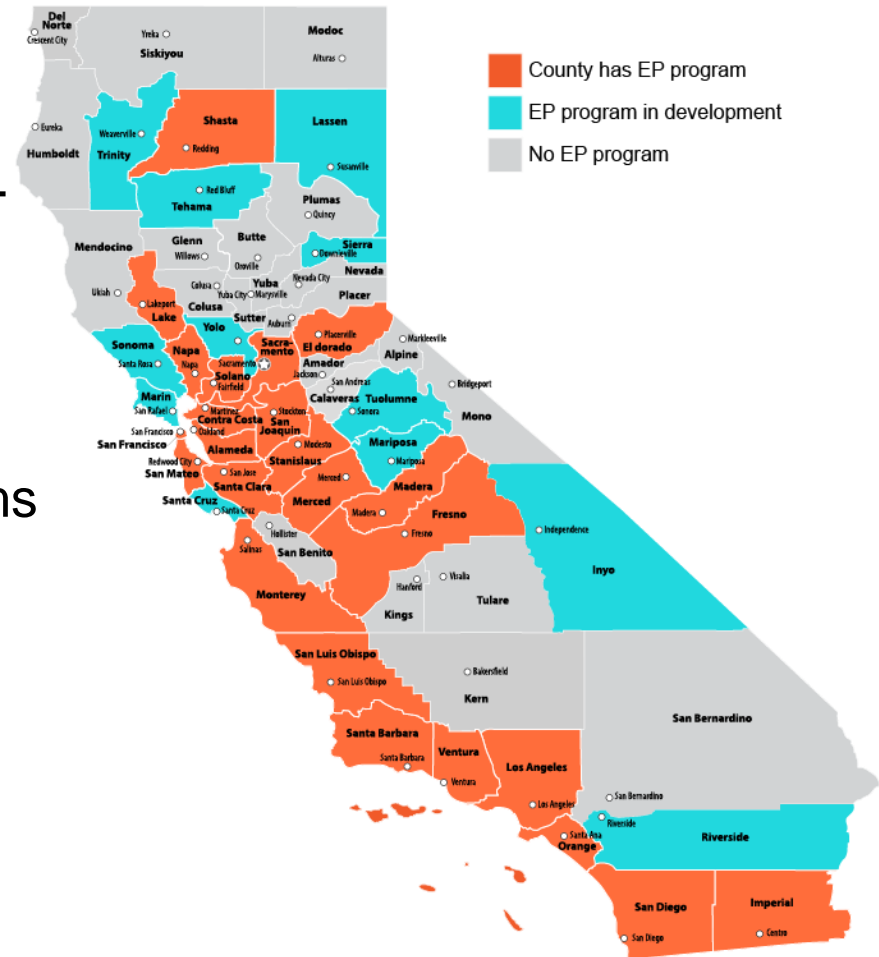 Del
Norte
Crescent City
Yreka
Siskiyou
Modoc
Alturas
County has EP program
EP program in development
No EP program
Eureka
Humboldt
Weaverville
Trinity
Shasta
Redding
Lassen
Susanville
Red Bluff
Tehama
Plumas
Quincy
Mendocino
Ukiah
Glenn
Willows
Butte
Oroville
Sierra
Downieville
Nevada
Nevada City
Lakeport
Lake
Colusa
Colusa
Yuba
Yuba City
Marysville
Sutter
Placer
Auburn
Sonoma
Santa Rosa
Napa
Napa
Yolo
Sacra-
mento
Sacramento
Placerville
El dorado
Markleeville
Alpine
Amador
Jackson
Solano
Fairfield
San Andreas
Calaveras
Tuolumne
Sonora
Bridgeport
Mono
Marin
San Rafael
Martinez
Contra Costa
Stockton
San
Joaquin
San Francisco
San Francisco
Oakland
Alameda
Modesto
Stanislaus
Mariposa
Mariposa
Redwood City
San Mateo
San Jose
Santa Clara
Merced
Merced
Madera
Madera
ns
Santa Cruz
Santa Cruz
Hollister
San Benito
Fresno
Fresno
Independence
Inyo
Salinas
Monterey
Hanford
Kings
Visalia
Tulare
San Luis Obispo
San Luis Obispo
Bakersfield
Kern
San Bernardino
San Bernardino
Santa Barbara
Santa Barbara
Ventura
Ventura
Los Angeles
Los Angeles
Santa Ana
Orange
Riverside
Riverside
San Diego
San Diego
Imperial
Centro